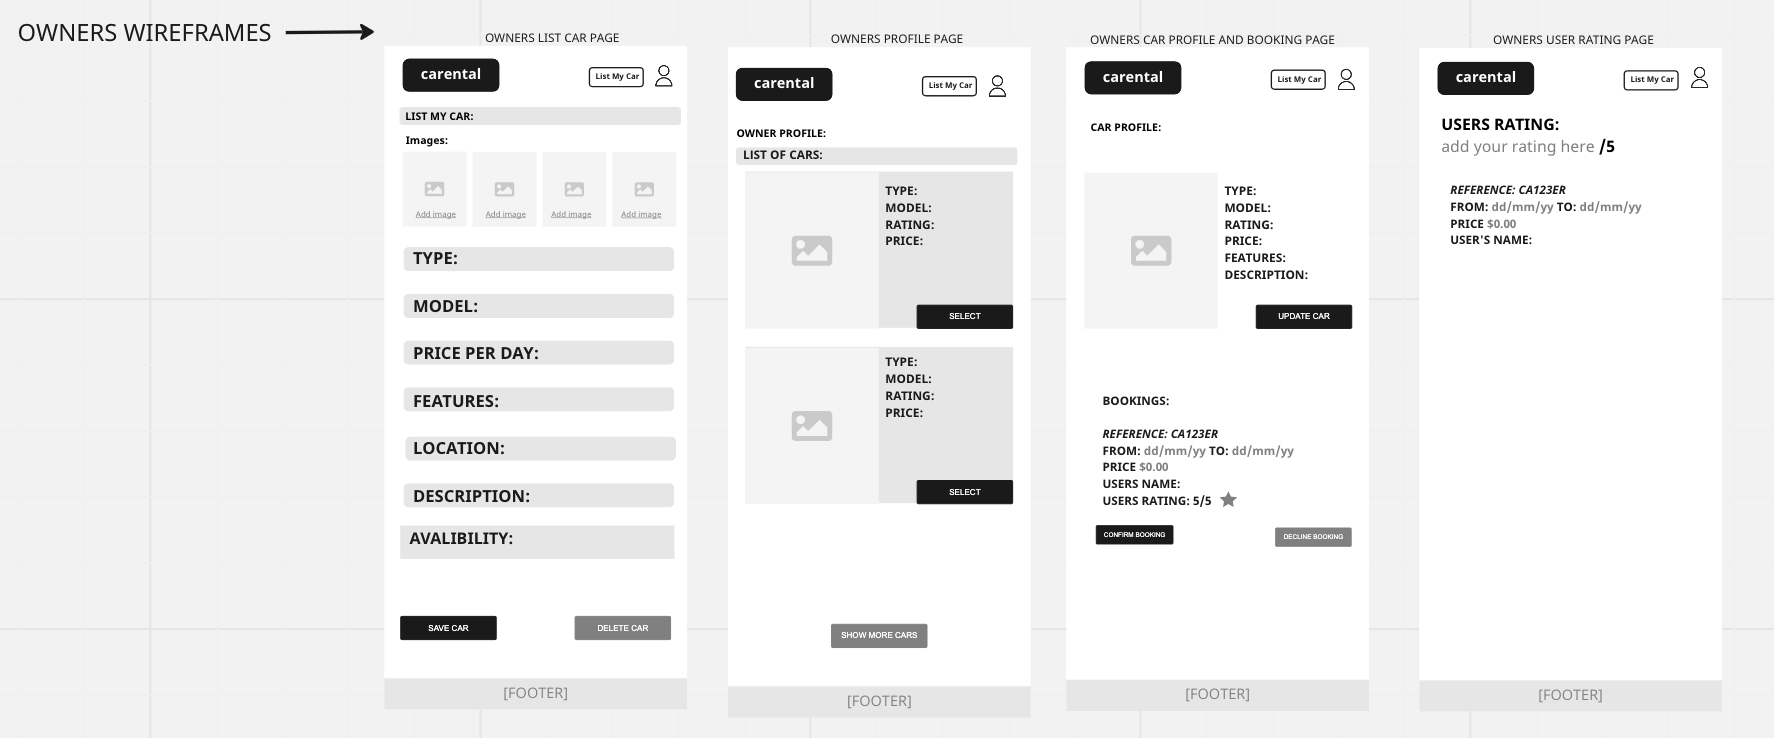 OWNERS WIREFRAMES
OWNERS LIST CAR PAGE
carental
List My Car
LIST MY CAR:
Images:
Add image
Add image
Add image
Add image
TYPE:
MODEL:
PRICE PER DAY:
FEATURES:
LOCATION:
DESCRIPTION:
AVALIBILITY:
SAVE CAR
DELETE CAR
[FOOTER]
OWNERS PROFILE PAGE
carental
List My Car
OWNER PROFILE:
LIST OF CARS:
TYPE:
MODEL:
RATING:
PRICE:
SELECT
TYPE:
MODEL:
RATING:
PRICE:
SELECT
SHOW MORE CARS
[FOOTER]
OWNERS CAR PROFILE AND BOOKING PAGE
carental
List My Car
CAR PROFILE:
TYPE:
MODEL:
RATING:
PRICE:
FEATURES:
DESCRIPTION:
UPDATE CAR
BOOKINGS:
REFERENCE: CA123ER
FROM: dd/mm/yy TO: dd/mm/yy
PRICE $0.00
USERS NAME:
USERS RATING: 5/5
CONFIRM BOOKING
DECLINE BOOKING
[FOOTER]
OWNERS USER RATING PAGE
carental
List My Car
USERS RATING:
add your rating here /5
REFERENCE: CA123ER
FROM: dd/mm/yy TO: dd/mm/yy
PRICE $0.00
USER'S NAME:
[FOOTER]